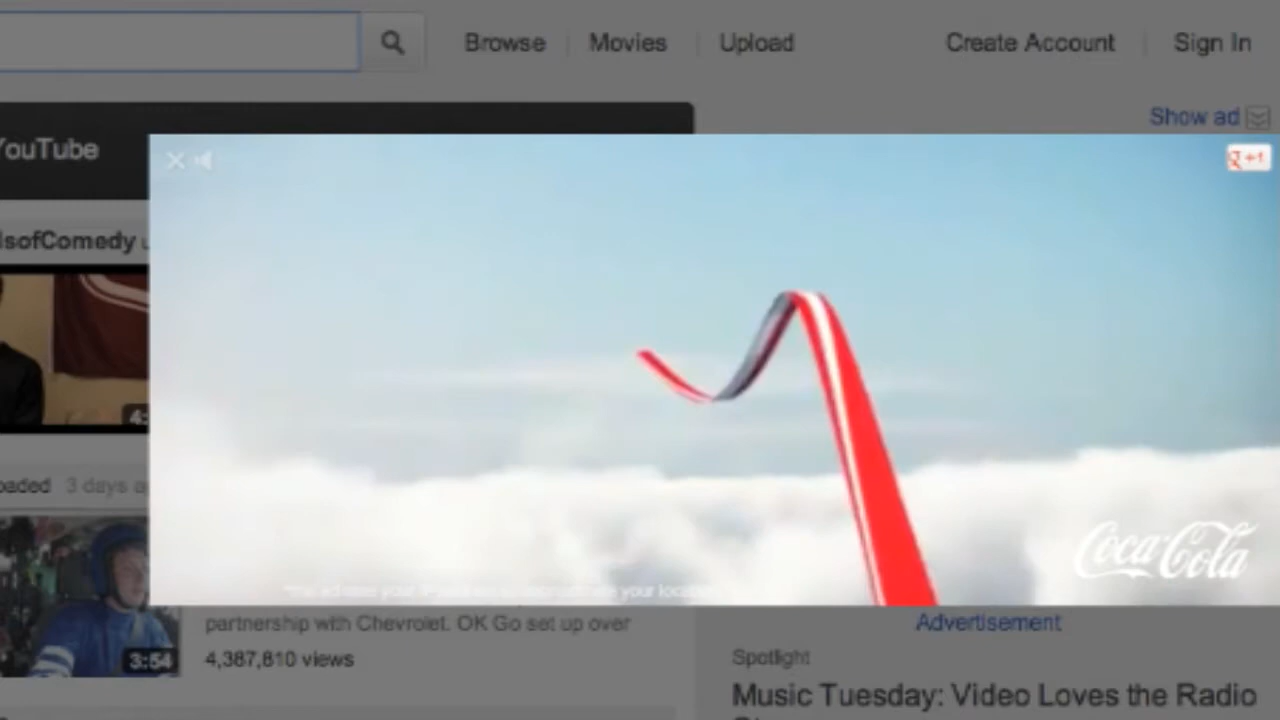 Browse
Movies
Upload
Create Account
Sign In
Show ad
YouTube
+1
lsofComedy
oaded 3 days
Coca-Cola
your
partnership with Chevrolet. OK Go set up over
3:54
4,387,810 views
Advertisement
Spotlight
Music Tuesday: Video Loves the Radio